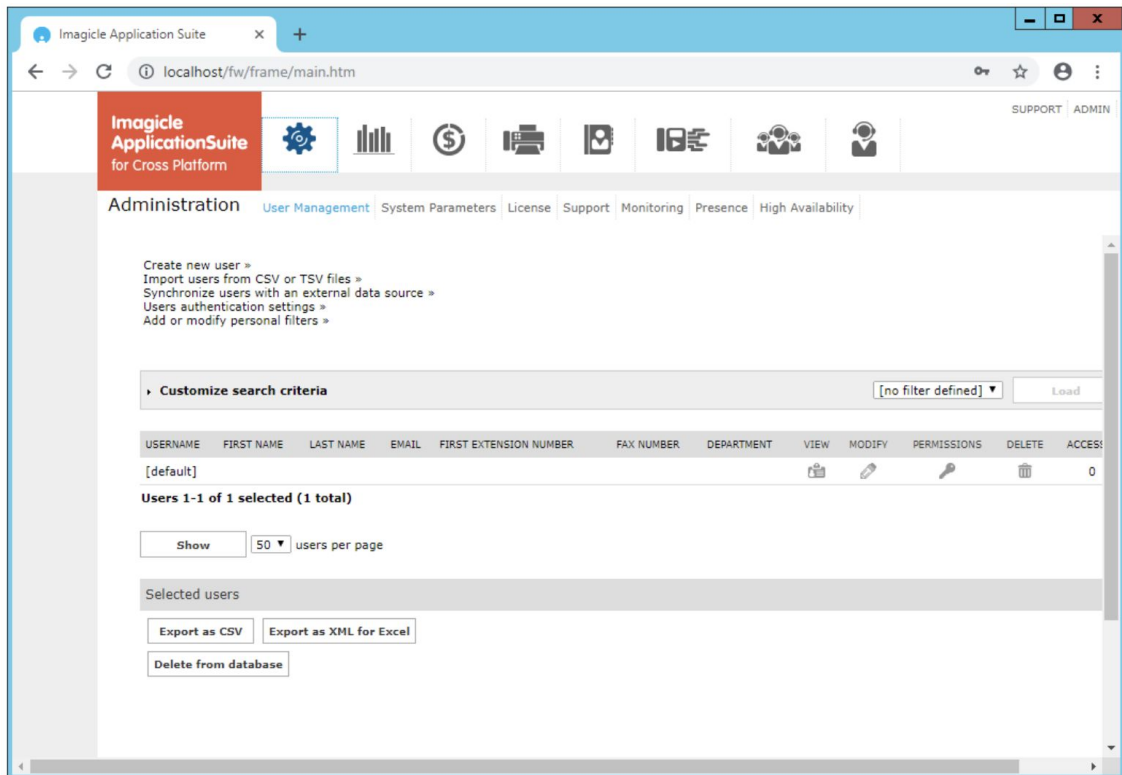 Imagicle Application Suite
localhost/fw/frame/main.htm
SUPPORT ADMIN
Imagicle
ApplicationSuite
for Cross Platform
Administration User Management System Parameters License Support Monitoring Presence High Availability
Create new user »
Import users from CSV or TSV files »
Synchronize users with an external data source »
Users authentication settings »
Add or modify personal filters »
Customize search criteria [no filter defined] Load
USERNAME FIRST NAME LAST NAME EMAIL FIRST EXTENSION NUMBER FAX NUMBER DEPARTMENT VIEW MODIFY PERMISSIONS DELETE ACCESS
[default] 0
Users 1-1 of 1 selected (1 total)
Show 50 users per page
Selected users
Export as CSV Export as XML for Excel
Delete from database